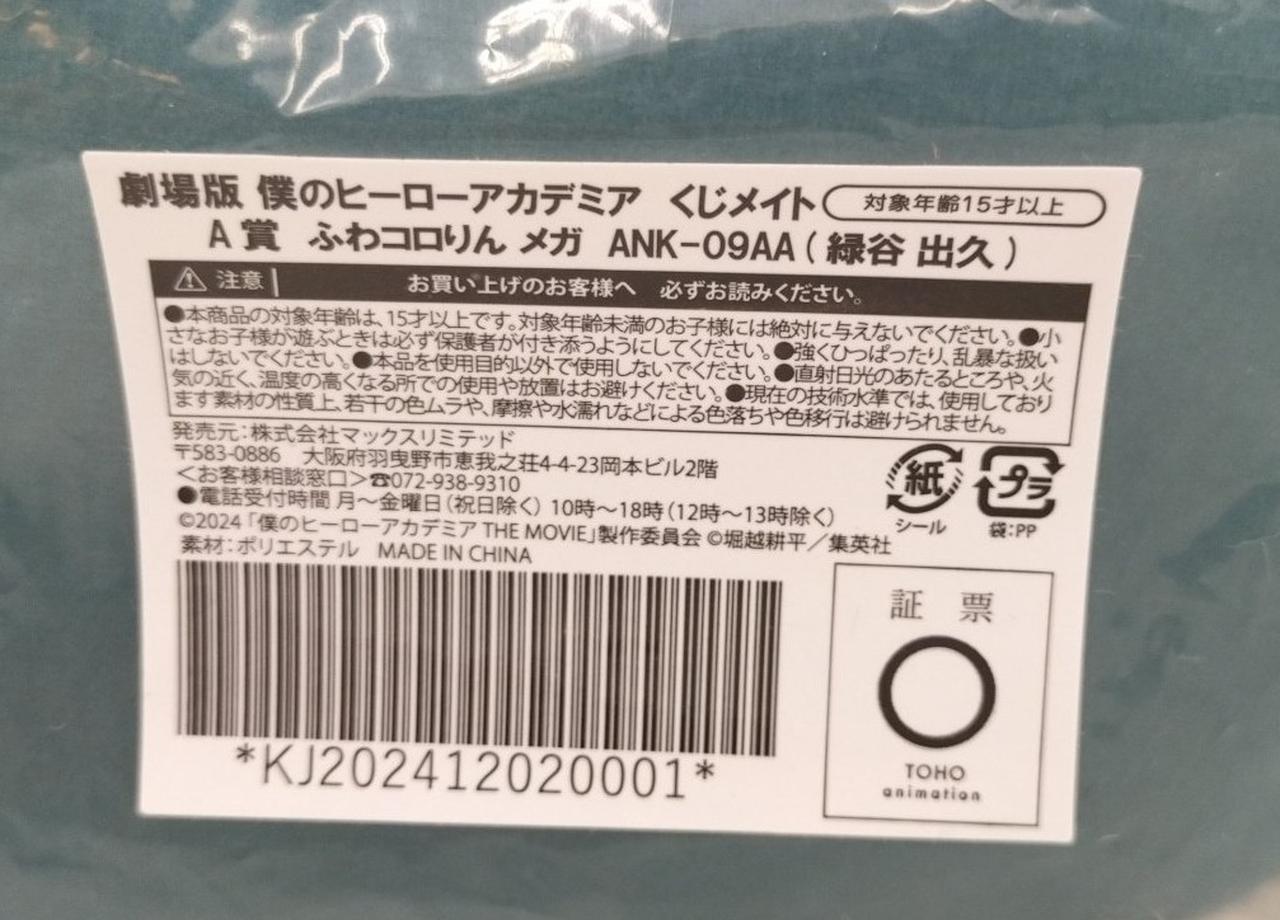 劇場版 僕のヒーローアカデミア くじメイト 対象年齢15才以上
A賞 ふわコロりん メガ ANK-09AA(緑谷 出久)
注意 お買い上げのお客様へ 必ずお読みください。
●本商品の対象年齢は、15才以上です。対象年齢未満のお子様には絶対に与えないでください。●小
さなお子様が遊ぶときは必ず保護者が付き添うようにしてください。●強くひっぱったり、乱暴な扱い
はしないでください。●本品を使用目的以外で使用しないでください。●直射日光のあたるところや、火
気の近く、温度の高くなる所での使用や放置はお避けください。●現在の技術水準では、使用しており
ます素材の性質上、若干の色ムラや、摩擦や水濡れなどによる色落ちや色移行は避けられません。
発売元:株式会社マックスリミテッド
〒583-0886 大阪府羽曳野市恵我之荘4-4-23岡本ビル2階
<お客様相談窓口>☎072-938-9310
●電話受付時間 月～金曜日(祝日除く) 10時～18時(12時～13時除く)
©2024「僕のヒーローアカデミア THE MOVIE」製作委員会 ©堀越耕平／集英社
素材:ポリエステル MADE IN CHINA
紙
シール
プラ
袋:PP
*KJ202412020001*
証票
TOHO
animation